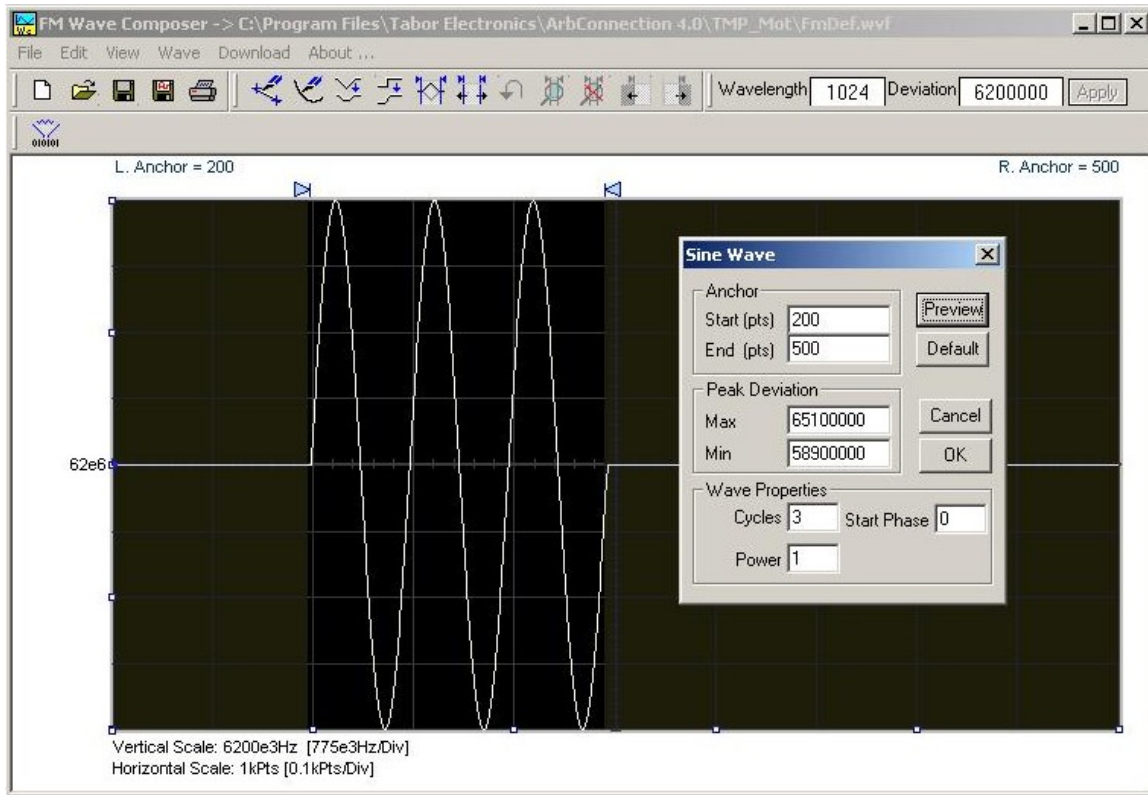 FM Wave Composer -> C:\Program Files\Tabor Electronics\ArbConnection 4.0\TMP_Mot\FmDef.wvf
File Edit View Wave Download About ...
Wavelength 1024 Deviation 6200000 Apply
010101
L. Anchor = 200 R. Anchor = 500
62e6
Sine Wave
Anchor
Start (pts) 200
End (pts) 500
Preview
Default
Peak Deviation
Max 65100000
Min 58900000
Cancel
OK
Wave Properties
Cycles 3 Start Phase 0
Power 1
Vertical Scale: 6200e3Hz [775e3Hz/Div]
Horizontal Scale: 1kPts [0.1kPts/Div]